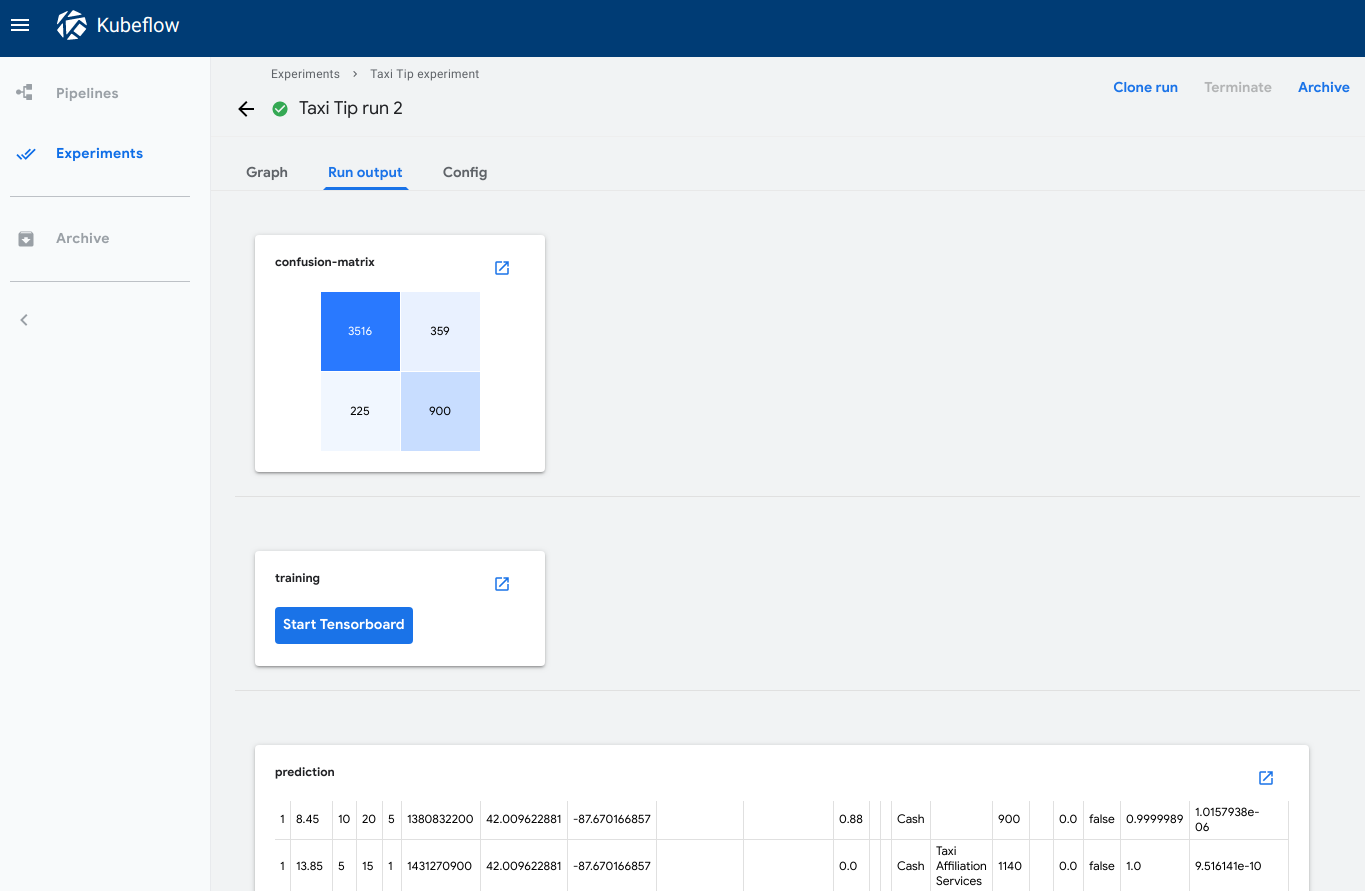 Kubeflow
Pipelines
Experiments
Archive
Experiments > Taxi Tip experiment
Taxi Tip run 2
Clone run Terminate Archive
Graph Run output Config
confusion-matrix
3516 359
225 900
training
Start Tensorboard
prediction
1 8.45 10 20 5 1380832200 42.009622881 -87.670166857 0.88 Cash 900 0.0 false 0.9999989 1.0157938e-
06
1 13.85 5 15 1 1431270900 42.009622881 -87.670166857 0.0 Cash Taxi
Affiliation
Services 1140 0.0 false 1.0 9.516141e-10